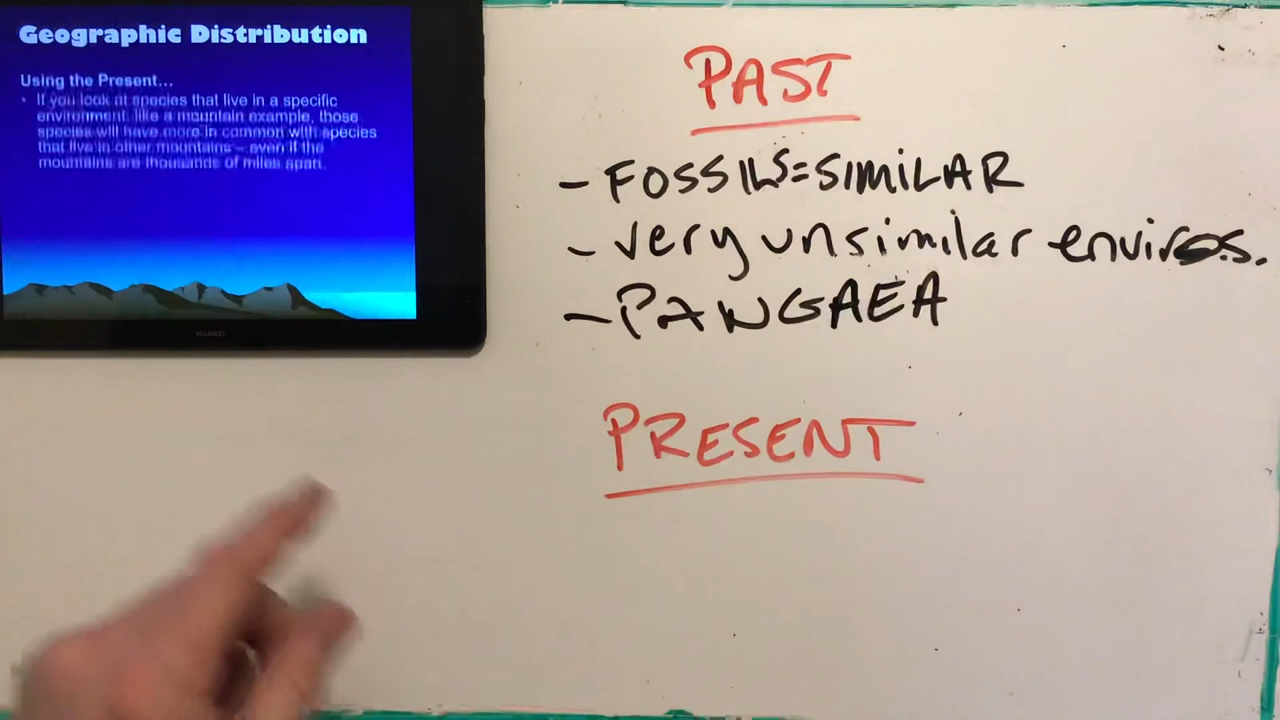 Geographic Distribution
Using the Present...
• If you look at species that live in a specific
environment, like a mountain example, those
species will have more in common with species
that live in other mountains – even if the
mountains are thousands of miles apart.
HUAWEI
PAST
- FOSSILS=SIMILAR
- very unsimilar enviros.
- PANGAEA
PRESENT